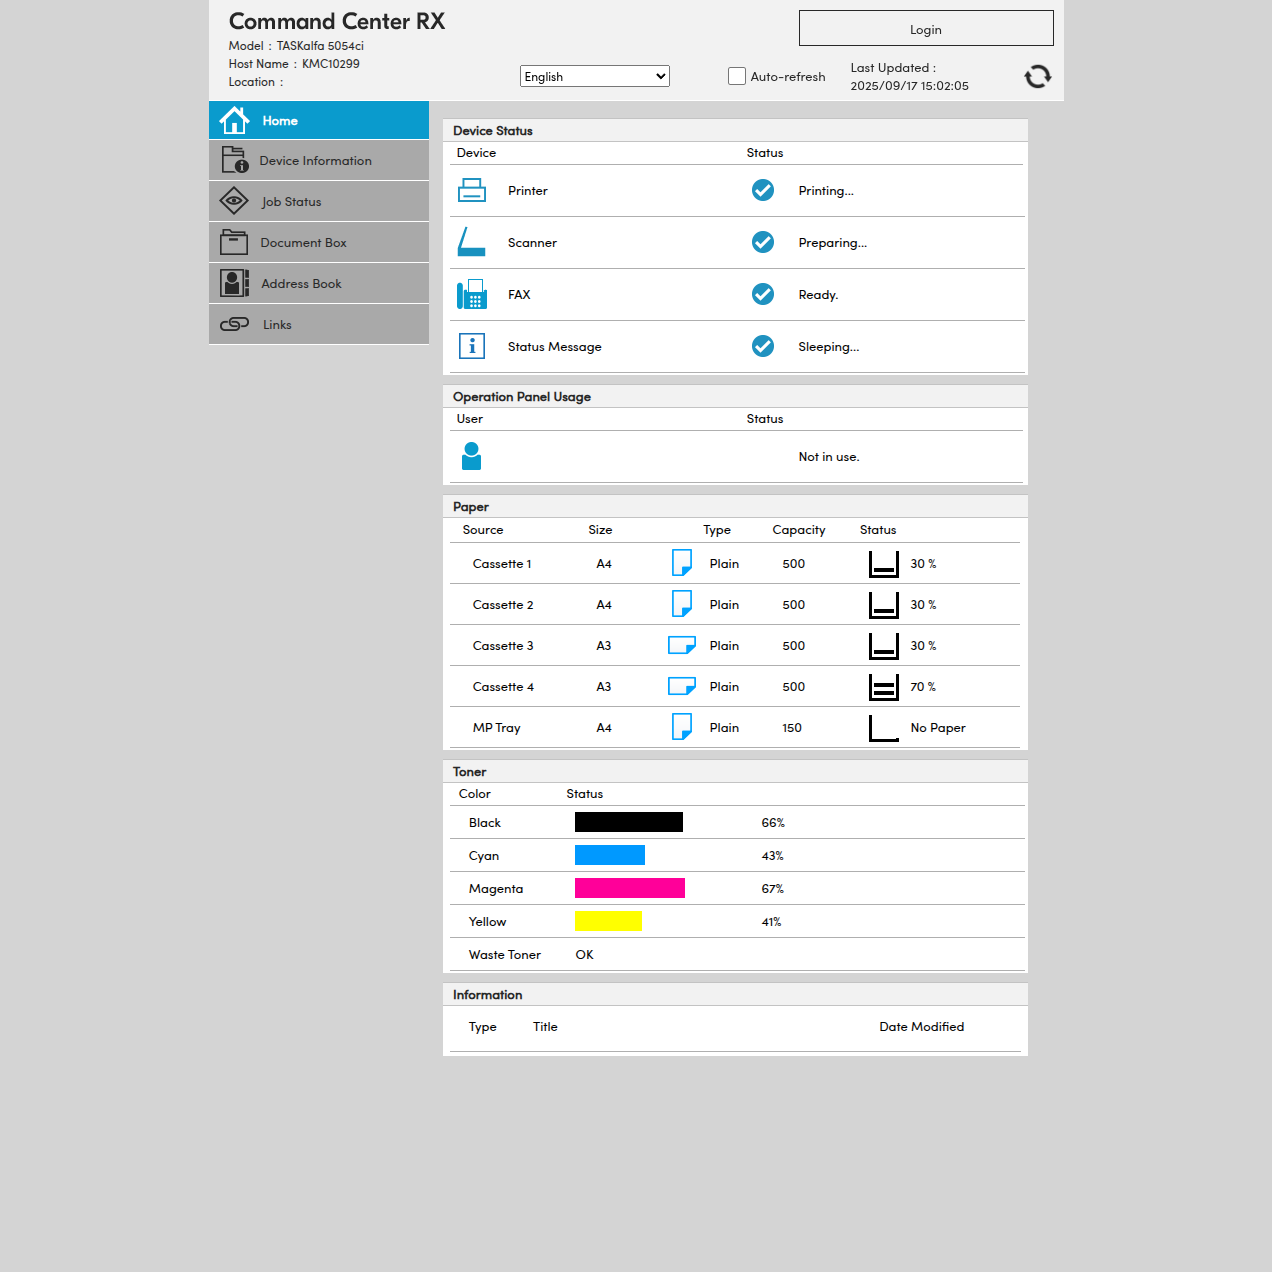 Command Center RX
Model : TASKalfa 5054ci
Host Name : KMC10299
Location :
English
Auto-refresh
Login
Last Updated :
2025/09/17 15:02:05
Home
Device Information
Job Status
Document Box
Address Book
Links
Device Status
Device Status
Printer Printing...
Scanner Preparing...
FAX Ready.
Status Message Sleeping...
Operation Panel Usage
User Status
Not in use.
Paper
Source Size Type Capacity Status
Cassette 1 A4 Plain 500 30 %
Cassette 2 A4 Plain 500 30 %
Cassette 3 A3 Plain 500 30 %
Cassette 4 A3 Plain 500 70 %
MP Tray A4 Plain 150 No Paper
Toner
Color Status
Black 66%
Cyan 43%
Magenta 67%
Yellow 41%
Waste Toner OK
Information
Type Title Date Modified